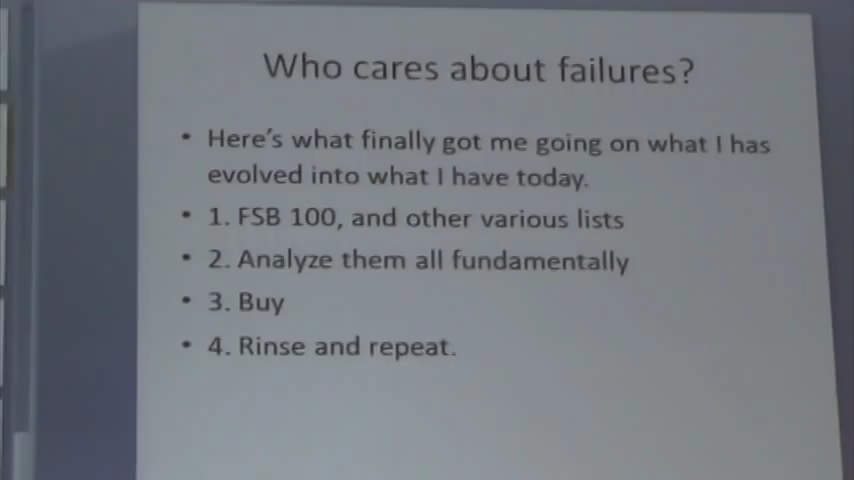 Who cares about failures?
• Here's what finally got me going on what I has
evolved into what I have today.
• 1. FSB 100, and other various lists
• 2. Analyze them all fundamentally
• 3. Buy
• 4. Rinse and repeat.